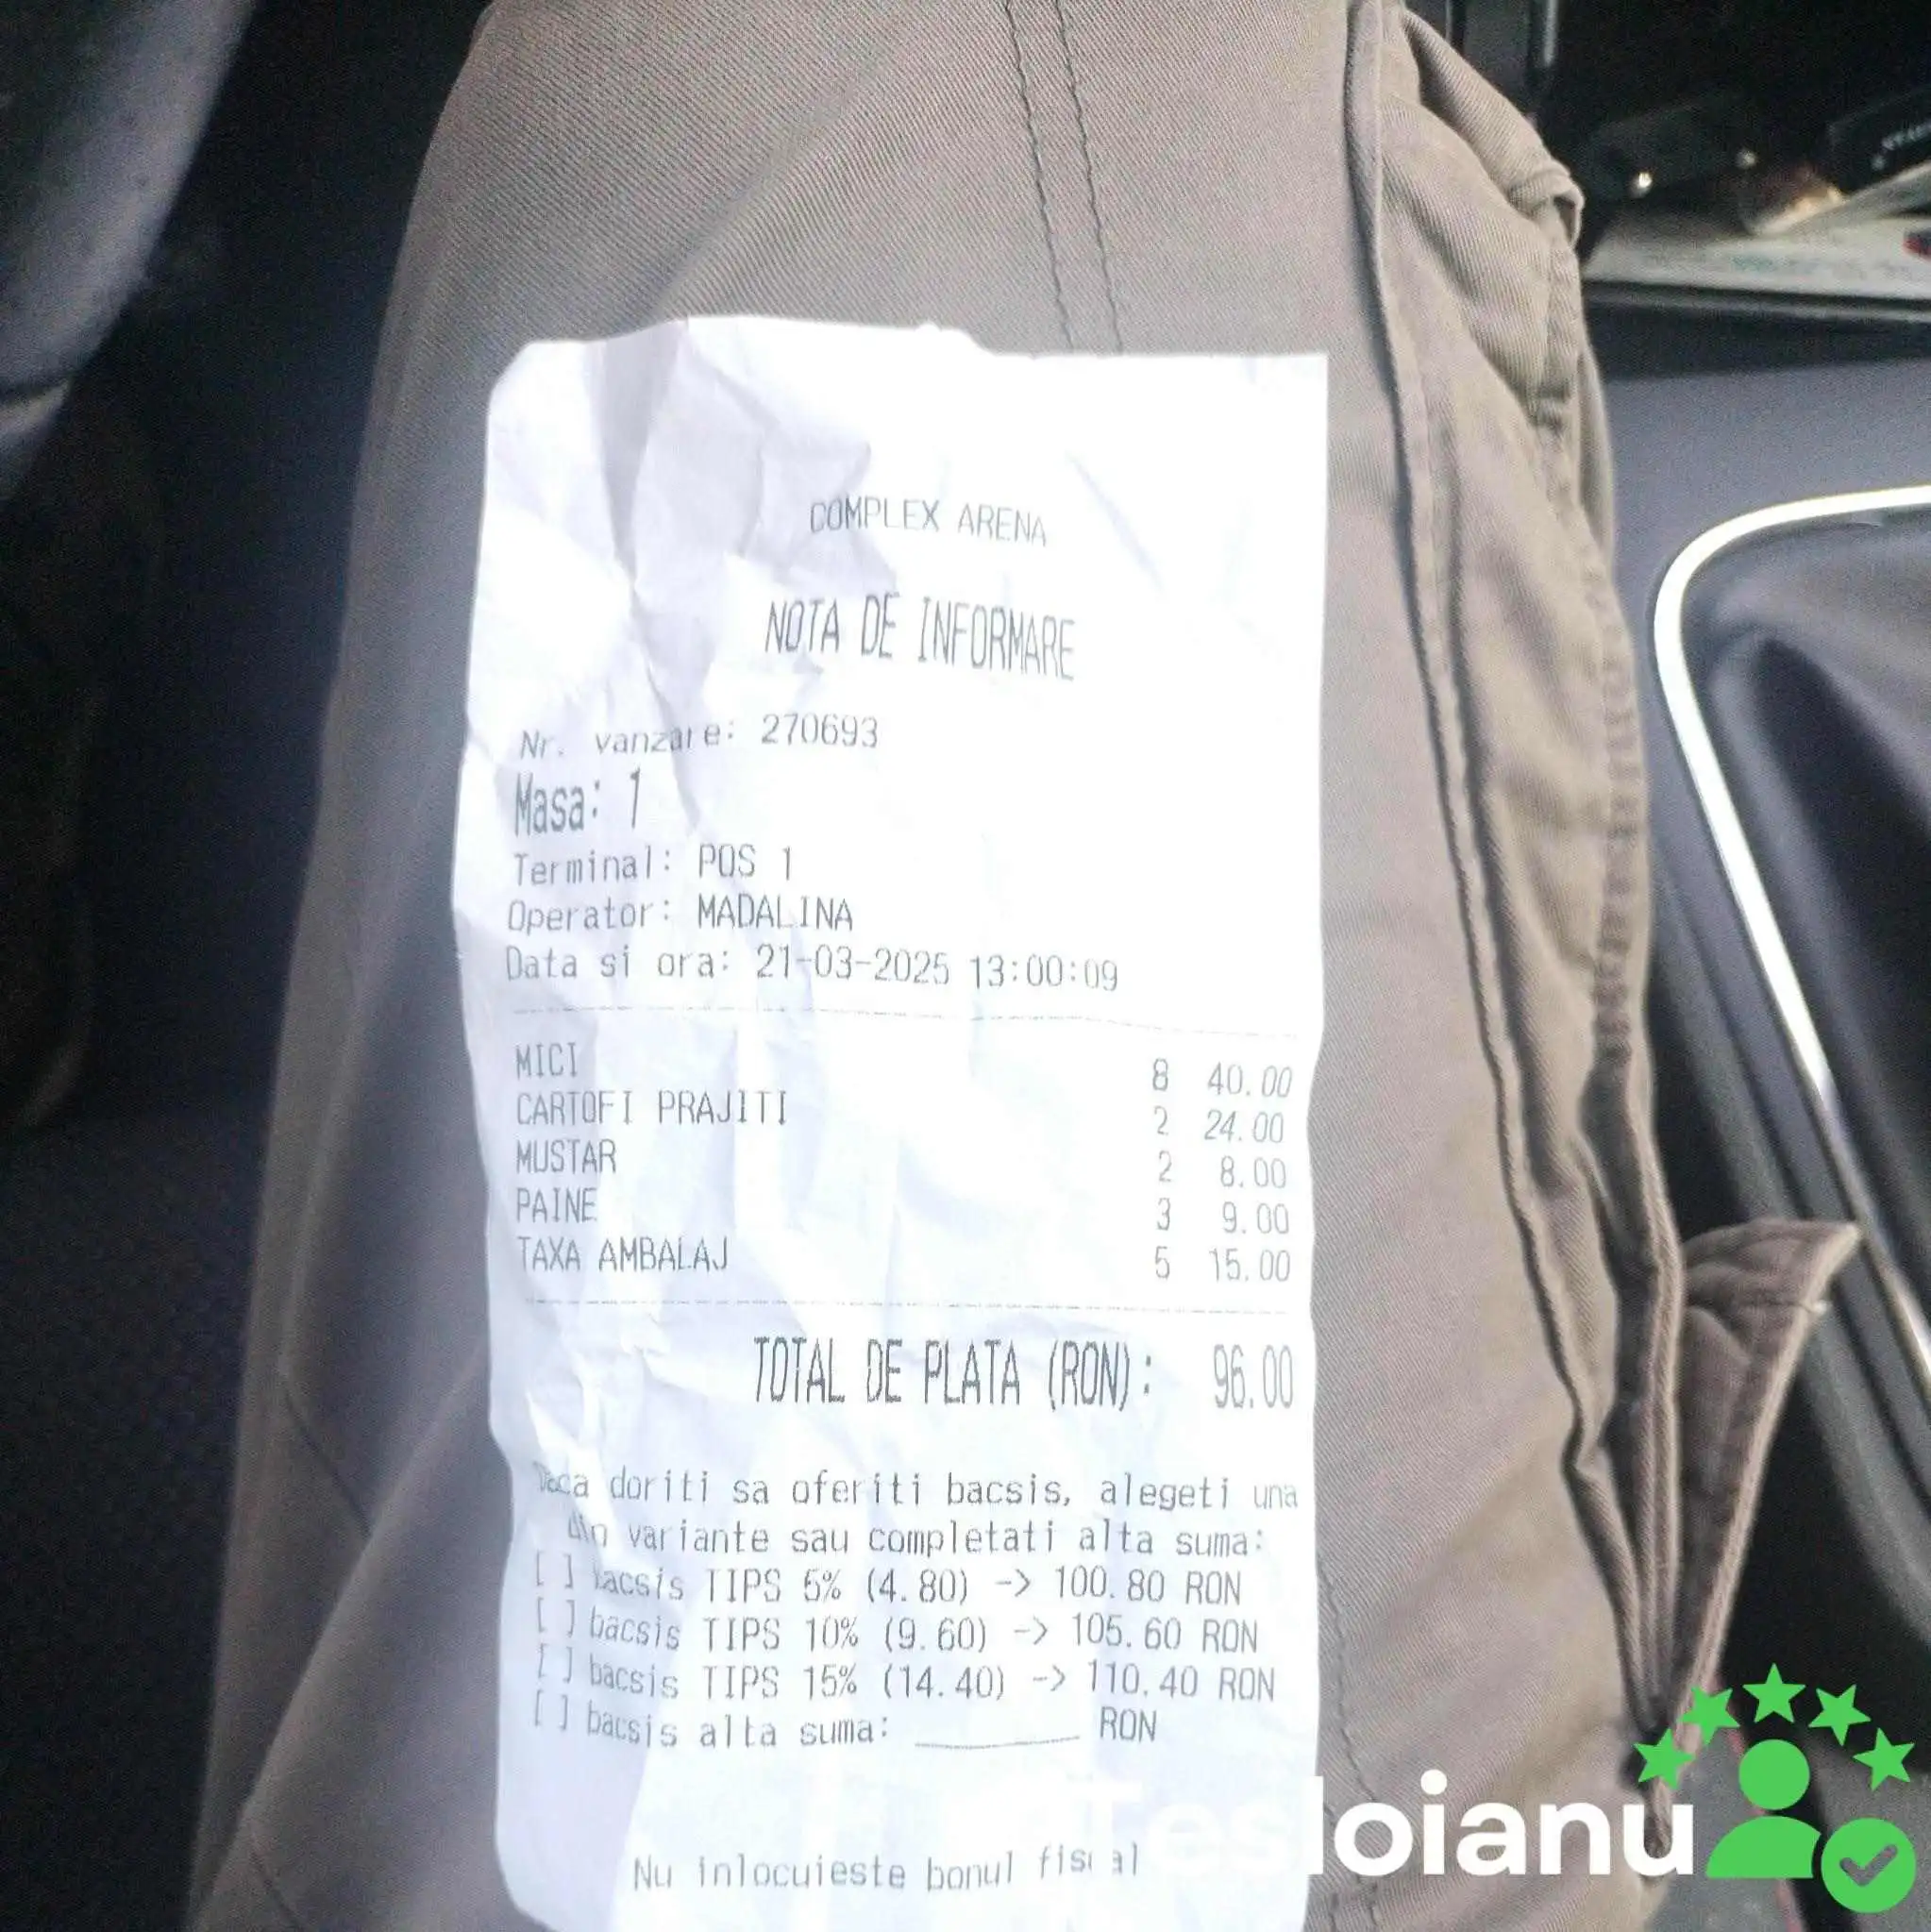 COMPLEX ARENA
NOTA DE INFORMARE
Nr. vanzare: 270693
Masa: 1
Terminal: POS 1
Operator: MADALINA
Data si ora: 21-03-2025 13:00:09
MICI 8 40.00
CARTOFI PRAJITI 2 24.00
MUSTAR 2 8.00
PAINE 3 9.00
TAXA AMBALAJ 5 15.00
TOTAL DE PLATA (RON): 96.00
Daca doriti sa oferiti bacsis, alegeti una
din variante sau completati alta suma:
[ ] bacsis TIPS 5% (4.80) -> 100.80 RON
[ ] bacsis TIPS 10% (9.60) -> 105.60 RON
[ ] bacsis TIPS 15% (14.40) -> 110.40 RON
[ ] bacsis alta suma: ________ RON
Nu inlocuieste bonul fiscal
Tesloianu